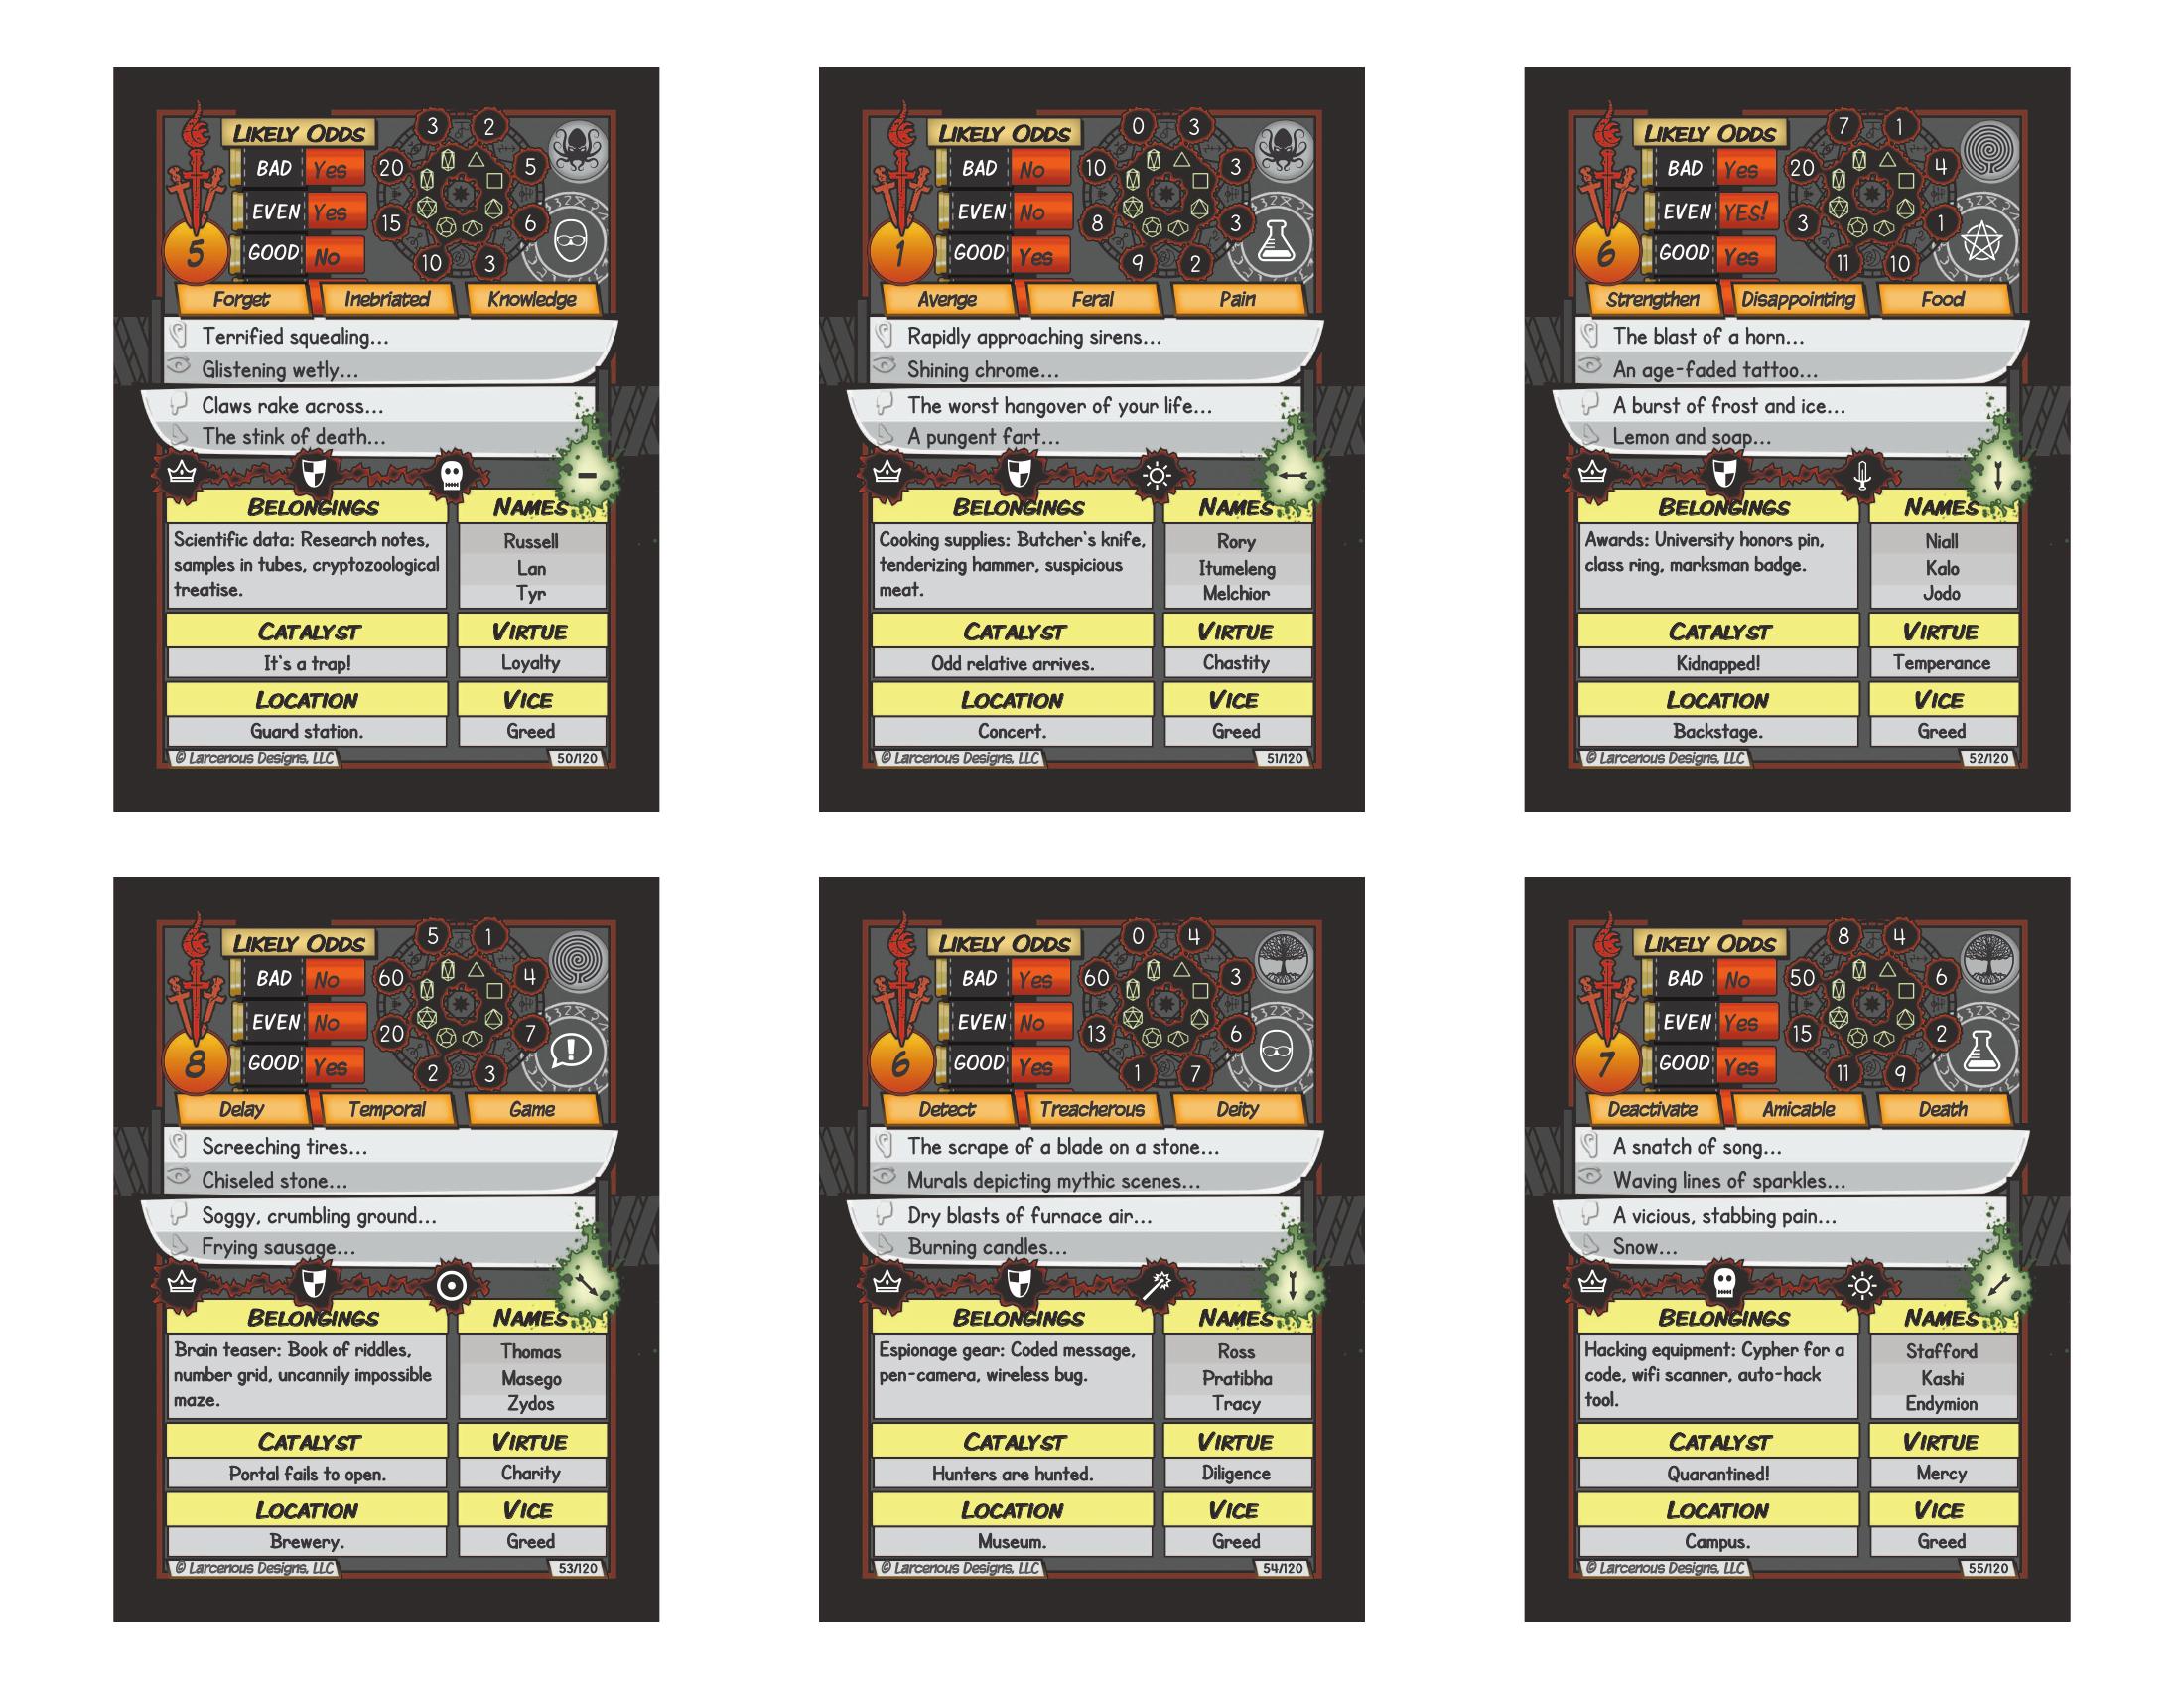 LIKELY ODDS
BAD Yes
EVEN Yes
GOOD No
5
3 2
20 5
15 6
10 3
Forget Inebriated Knowledge
Terrified squealing...
Glistening wetly...
Claws rake across...
The stink of death...
BELONGINGS NAMES
Scientific data: Research notes,
samples in tubes, cryptozoological
treatise.
Russell
Lan
Tyr
CATALYST VIRTUE
It's a trap! Loyalty
LOCATION VICE
Guard station. Greed
© Larcenous Designs, LLC 50/120
LIKELY ODDS
BAD No
EVEN No
GOOD Yes
1
0 3
10 3
8 3
9 2
Avenge Feral Pain
Rapidly approaching sirens...
Shining chrome...
The worst hangover of your life...
A pungent fart...
BELONGINGS NAMES
Cooking supplies: Butcher's knife,
tenderizing hammer, suspicious
meat.
Rory
Itumeleng
Melchior
CATALYST VIRTUE
Odd relative arrives. Chastity
LOCATION VICE
Concert. Greed
© Larcenous Designs, LLC 51/120
LIKELY ODDS
BAD Yes
EVEN YES!
GOOD Yes
6
7 1
20 4
3 1
11 10
Strengthen Disappointing Food
The blast of a horn...
An age-faded tattoo...
A burst of frost and ice...
Lemon and soap...
BELONGINGS NAMES
Awards: University honors pin,
class ring, marksman badge.
Niall
Kalo
Jodo
CATALYST VIRTUE
Kidnapped! Temperance
LOCATION VICE
Backstage. Greed
© Larcenous Designs, LLC 52/120
LIKELY ODDS
BAD No
EVEN No
GOOD Yes
8
5 1
60 4
20 7
2 3
Delay Temporal Game
Screeching tires...
Chiseled stone...
Soggy, crumbling ground...
Frying sausage...
BELONGINGS NAMES
Brain teaser: Book of riddles,
number grid, uncannily impossible
maze.
Thomas
Masego
Zydos
CATALYST VIRTUE
Portal fails to open. Charity
LOCATION VICE
Brewery. Greed
© Larcenous Designs, LLC 53/120
LIKELY ODDS
BAD Yes
EVEN No
GOOD Yes
6
0 4
60 3
13 6
1 7
Detect Treacherous Deity
The scrape of a blade on a stone...
Murals depicting mythic scenes...
Dry blasts of furnace air...
Burning candles...
BELONGINGS NAMES
Espionage gear: Coded message,
pen-camera, wireless bug.
Ross
Pratibha
Tracy
CATALYST VIRTUE
Hunters are hunted. Diligence
LOCATION VICE
Museum. Greed
© Larcenous Designs, LLC 54/120
LIKELY ODDS
BAD No
EVEN Yes
GOOD Yes
7
8 4
50 6
15 2
11 9
Deactivate Amicable Death
A snatch of song...
Waving lines of sparkles...
A vicious, stabbing pain...
Snow...
BELONGINGS NAMES
Hacking equipment: Cypher for a
code, wifi scanner, auto-hack
tool.
Stafford
Kashi
Endymion
CATALYST VIRTUE
Quarantined! Mercy
LOCATION VICE
Campus. Greed
© Larcenous Designs, LLC 55/120